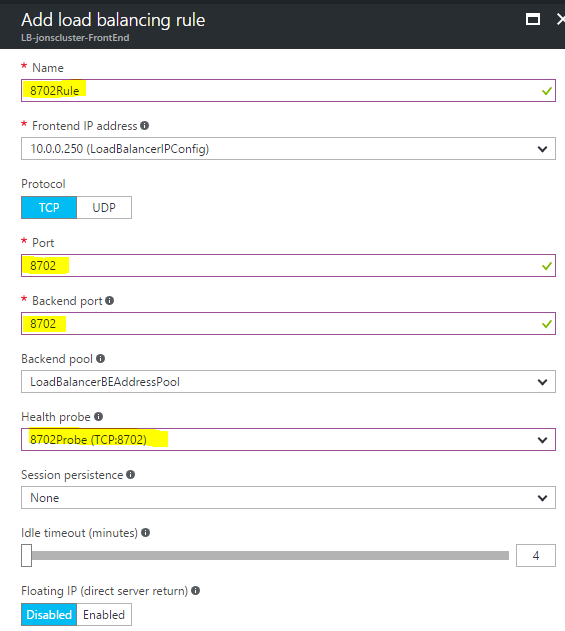 Add load balancing rule
LB-jonscluster-FrontEnd
* Name
8702Rule
* Frontend IP address
10.0.0.250 (LoadBalancerIPConfig)
Protocol
TCP UDP
* Port
8702
* Backend port
8702
Backend pool
LoadBalancerBEAddressPool
Health probe
8702Probe (TCP:8702)
Session persistence
None
Idle timeout (minutes)
4
Floating IP (direct server return)
Disabled Enabled